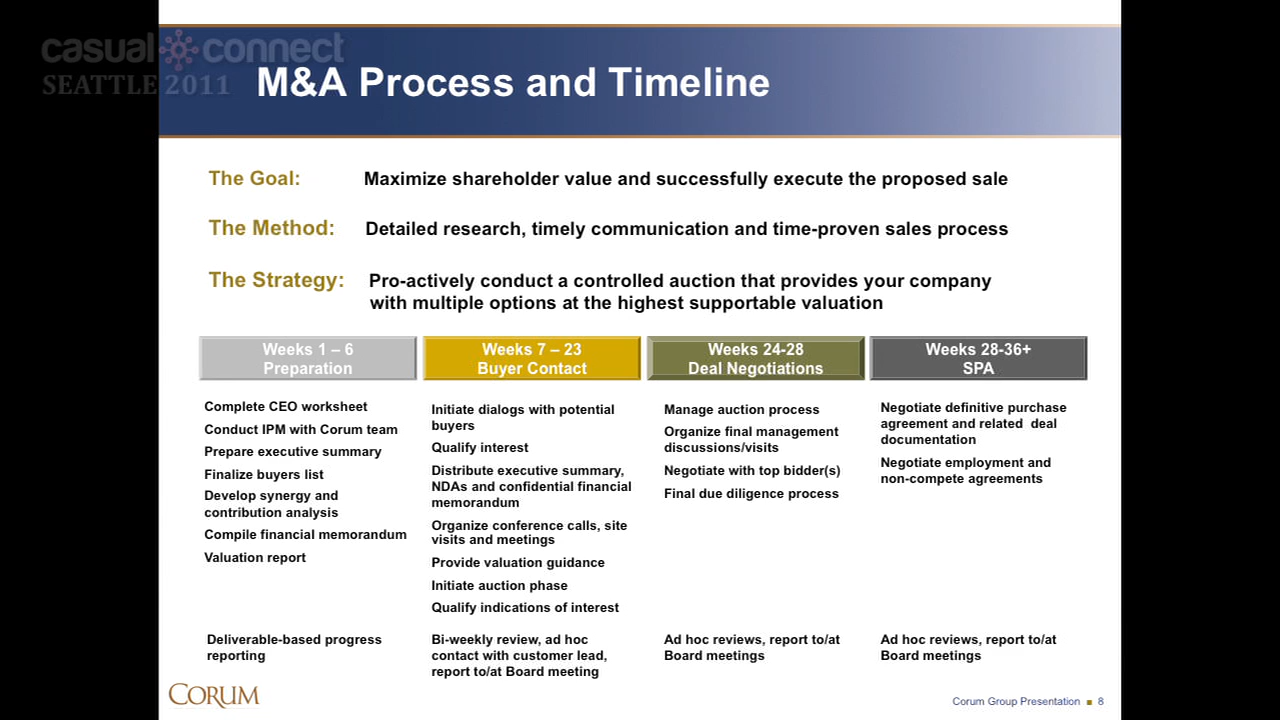 casual connect
SEATTLE 2011
M&A Process and Timeline
The Goal: Maximize shareholder value and successfully execute the proposed sale
The Method: Detailed research, timely communication and time-proven sales process
The Strategy: Pro-actively conduct a controlled auction that provides your company
with multiple options at the highest supportable valuation
Weeks 1 – 6
Preparation
Complete CEO worksheet
Conduct IPM with Corum team
Prepare executive summary
Finalize buyers list
Develop synergy and
contribution analysis
Compile financial memorandum
Valuation report
Deliverable-based progress
reporting
Weeks 7 – 23
Buyer Contact
Initiate dialogs with potential
buyers
Qualify interest
Distribute executive summary,
NDAs and confidential financial
memorandum
Organize conference calls, site
visits and meetings
Provide valuation guidance
Initiate auction phase
Qualify indications of interest
Bi-weekly review, ad hoc
contact with customer lead,
report to/at Board meeting
Weeks 24-28
Deal Negotiations
Manage auction process
Organize final management
discussions/visits
Negotiate with top bidder(s)
Final due diligence process
Ad hoc reviews, report to/at
Board meetings
Weeks 28-36+
SPA
Negotiate definitive purchase
agreement and related deal
documentation
Negotiate employment and
non-compete agreements
Ad hoc reviews, report to/at
Board meetings
CORUM
Corum Group Presentation ■ 8